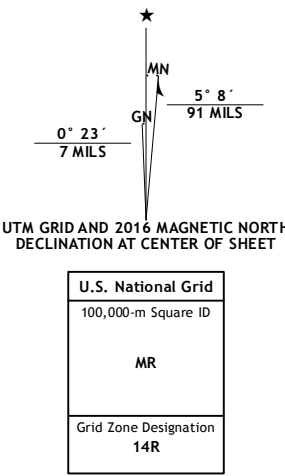 ★
MN
5° 8´
91 MILS
GN
0° 23´
7 MILS
UTM GRID AND 2016 MAGNETIC NORTH
DECLINATION AT CENTER OF SHEET
U.S. National Grid
100,000-m Square ID
MR
Grid Zone Designation
14R